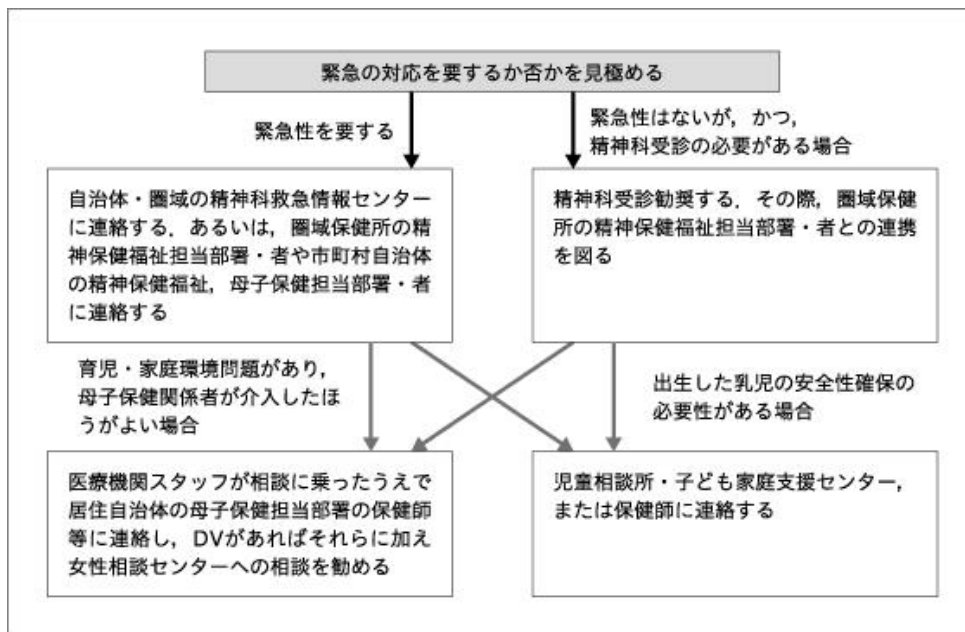 緊急の対応を要するか否かを見極める
緊急性を要する
緊急性はないが，かつ，
精神科受診の必要がある場合
自治体・圏域の精神科救急情報センター
に連絡する．あるいは，圏域保健所の精
神保健福祉担当部署・者や市町村自治体
の精神保健福祉，母子保健担当部署・者
に連絡する
精神科受診勧奨する．その際，圏域保健
所の精神保健福祉担当部署・者との連携
を図る
育児・家庭環境問題があり，
母子保健関係者が介入したほ
うがよい場合
出生した乳児の安全性確保の
必要性がある場合
医療機関スタッフが相談に乗ったうえで
居住自治体の母子保健担当部署の保健師
等に連絡し，DVがあればそれらに加え
女性相談センターへの相談を勧める
児童相談所・子ども家庭支援センター，
または保健師に連絡する